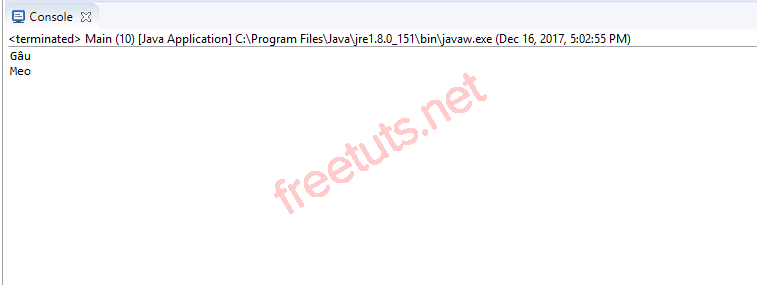 Console
<terminated> Main (10) [Java Application] C:\Program Files\Java\jre1.8.0_151\bin\javaw.exe (Dec 16, 2017, 5:02:55 PM)
Gâu
Meo
freetuts.net